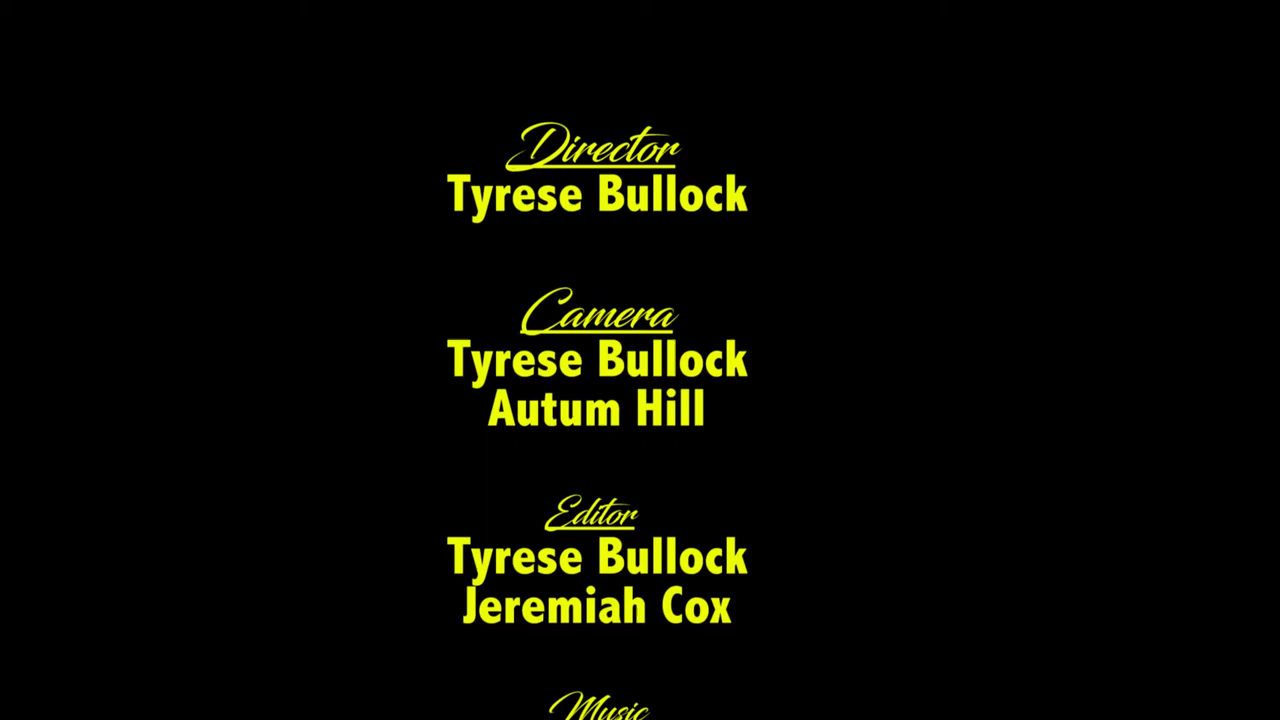 Director
Tyrese Bullock
Camera
Tyrese Bullock
Autum Hill
Editor
Tyrese Bullock
Jeremiah Cox
Music